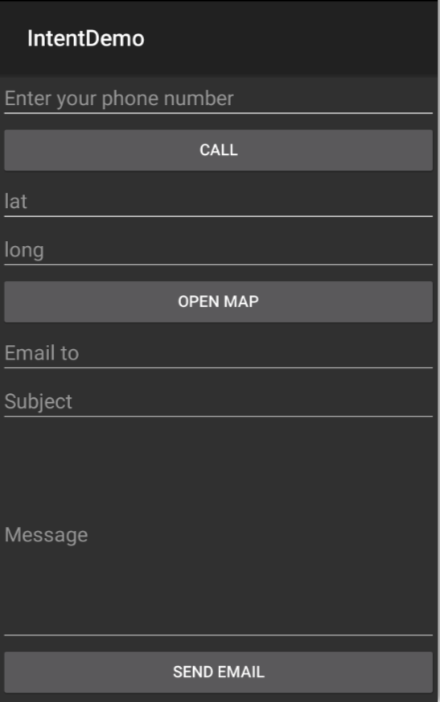 IntentDemo
Enter your phone number
CALL
lat
long
OPEN MAP
Email to
Subject
Message
SEND EMAIL